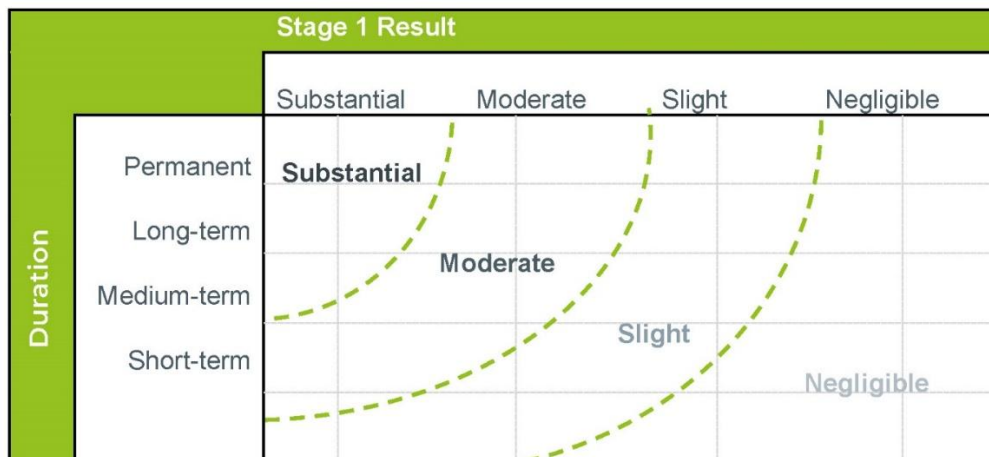 Stage 1 Result
Substantial Moderate Slight Negligible
Duration
Permanent
Substantial
Long-term
Moderate
Medium-term
Slight
Short-term
Negligible